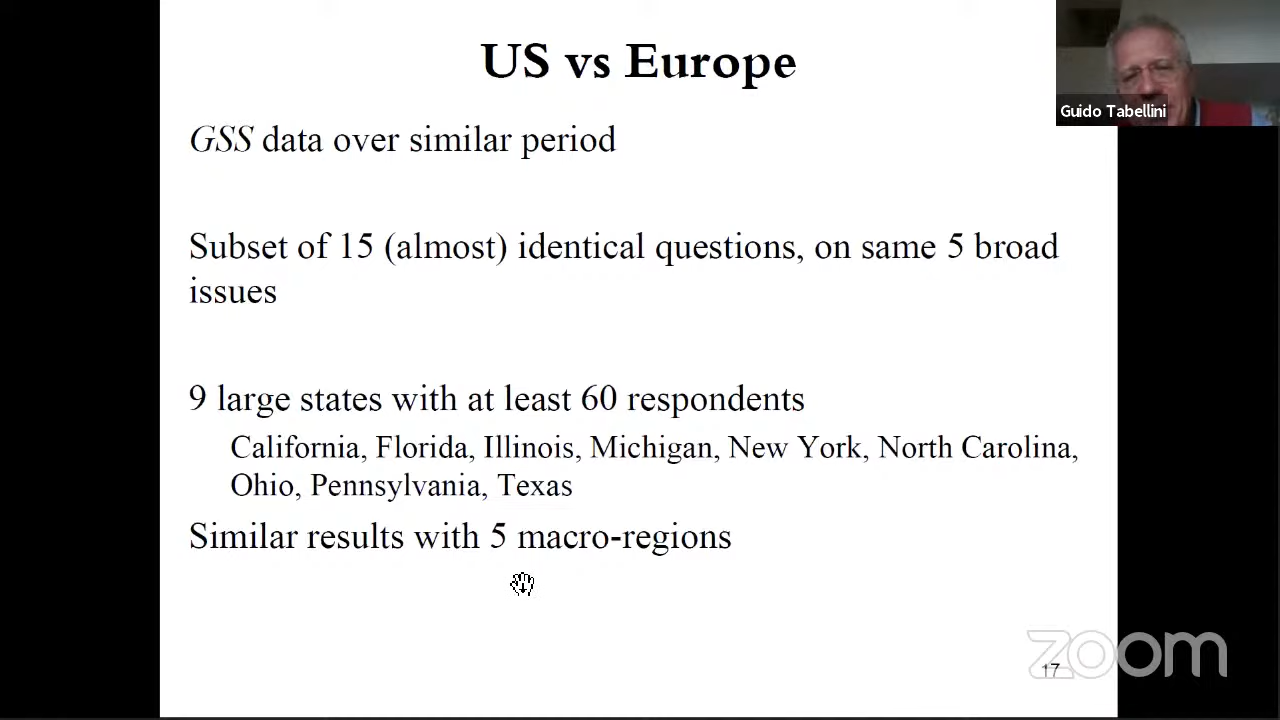 US vs Europe
Guido Tabellini
GSS data over similar period
Subset of 15 (almost) identical questions, on same 5 broad
issues
9 large states with at least 60 respondents
California, Florida, Illinois, Michigan, New York, North Carolina,
Ohio, Pennsylvania, Texas
Similar results with 5 macro-regions
zoom
17